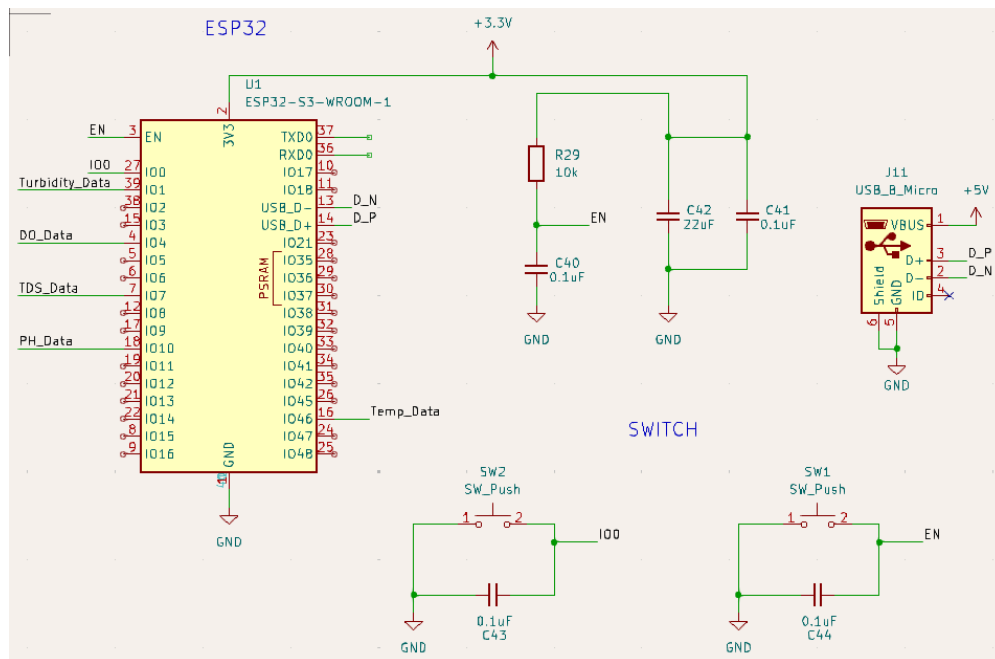 ESP32
+3.3V
U1
ESP32-S3-WROOM-1
2
3V3
EN 3 EN
IO0 27 IO0
Turbidity_Data 39 IO1
38 IO2
15 IO3
DO_Data 4 IO4
5 IO5
6 IO6
TDS_Data 7 IO7
12 IO8
17 IO9
PH_Data 18 IO10
19 IO11
20 IO12
21 IO13
22 IO14
8 IO15
9 IO16
TXD0 37
RXD0 36
IO17 10
IO18 11
USB_D- 13 D_N
USB_D+ 14 D_P
IO21 23
IO35 28
IO36 29
IO37 30
PSRAM
IO38 31
IO39 32
IO40 33
IO41 34
IO42 35
IO45 26
IO46 16 Temp_Data
IO47 24
IO48 25
GND
1
GND
R29
10k
EN
C40
0.1uF
GND
C42
22uF
GND
C41
0.1uF
J11
USB_B_Micro
+5V
VBUS 1
D+ 3 D_P
D- 2 D_N
ID 4
Shield
GND
6
5
GND
SWITCH
SW2
SW_Push
1 2
IO0
0.1uF
C43
GND
SW1
SW_Push
1 2
EN
0.1uF
C44
GND